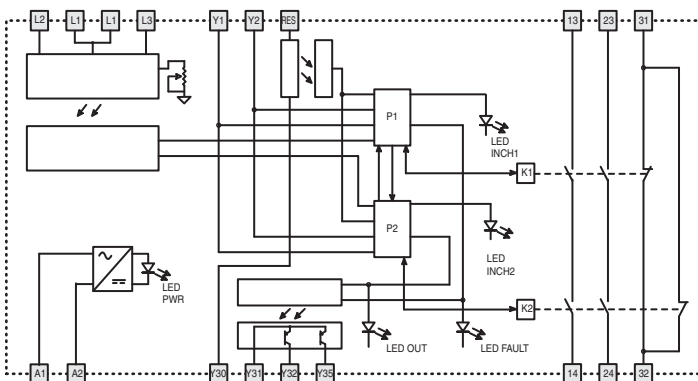 L2 L1 L1 L3 Y1 Y2 RES 13 23 31
P1
LED
INCH1
K1
P2
LED
INCH2
LED
PWR
K2
LED OUT LED FAULT
A1 A2 Y30 Y31 Y32 Y35 14 24 32